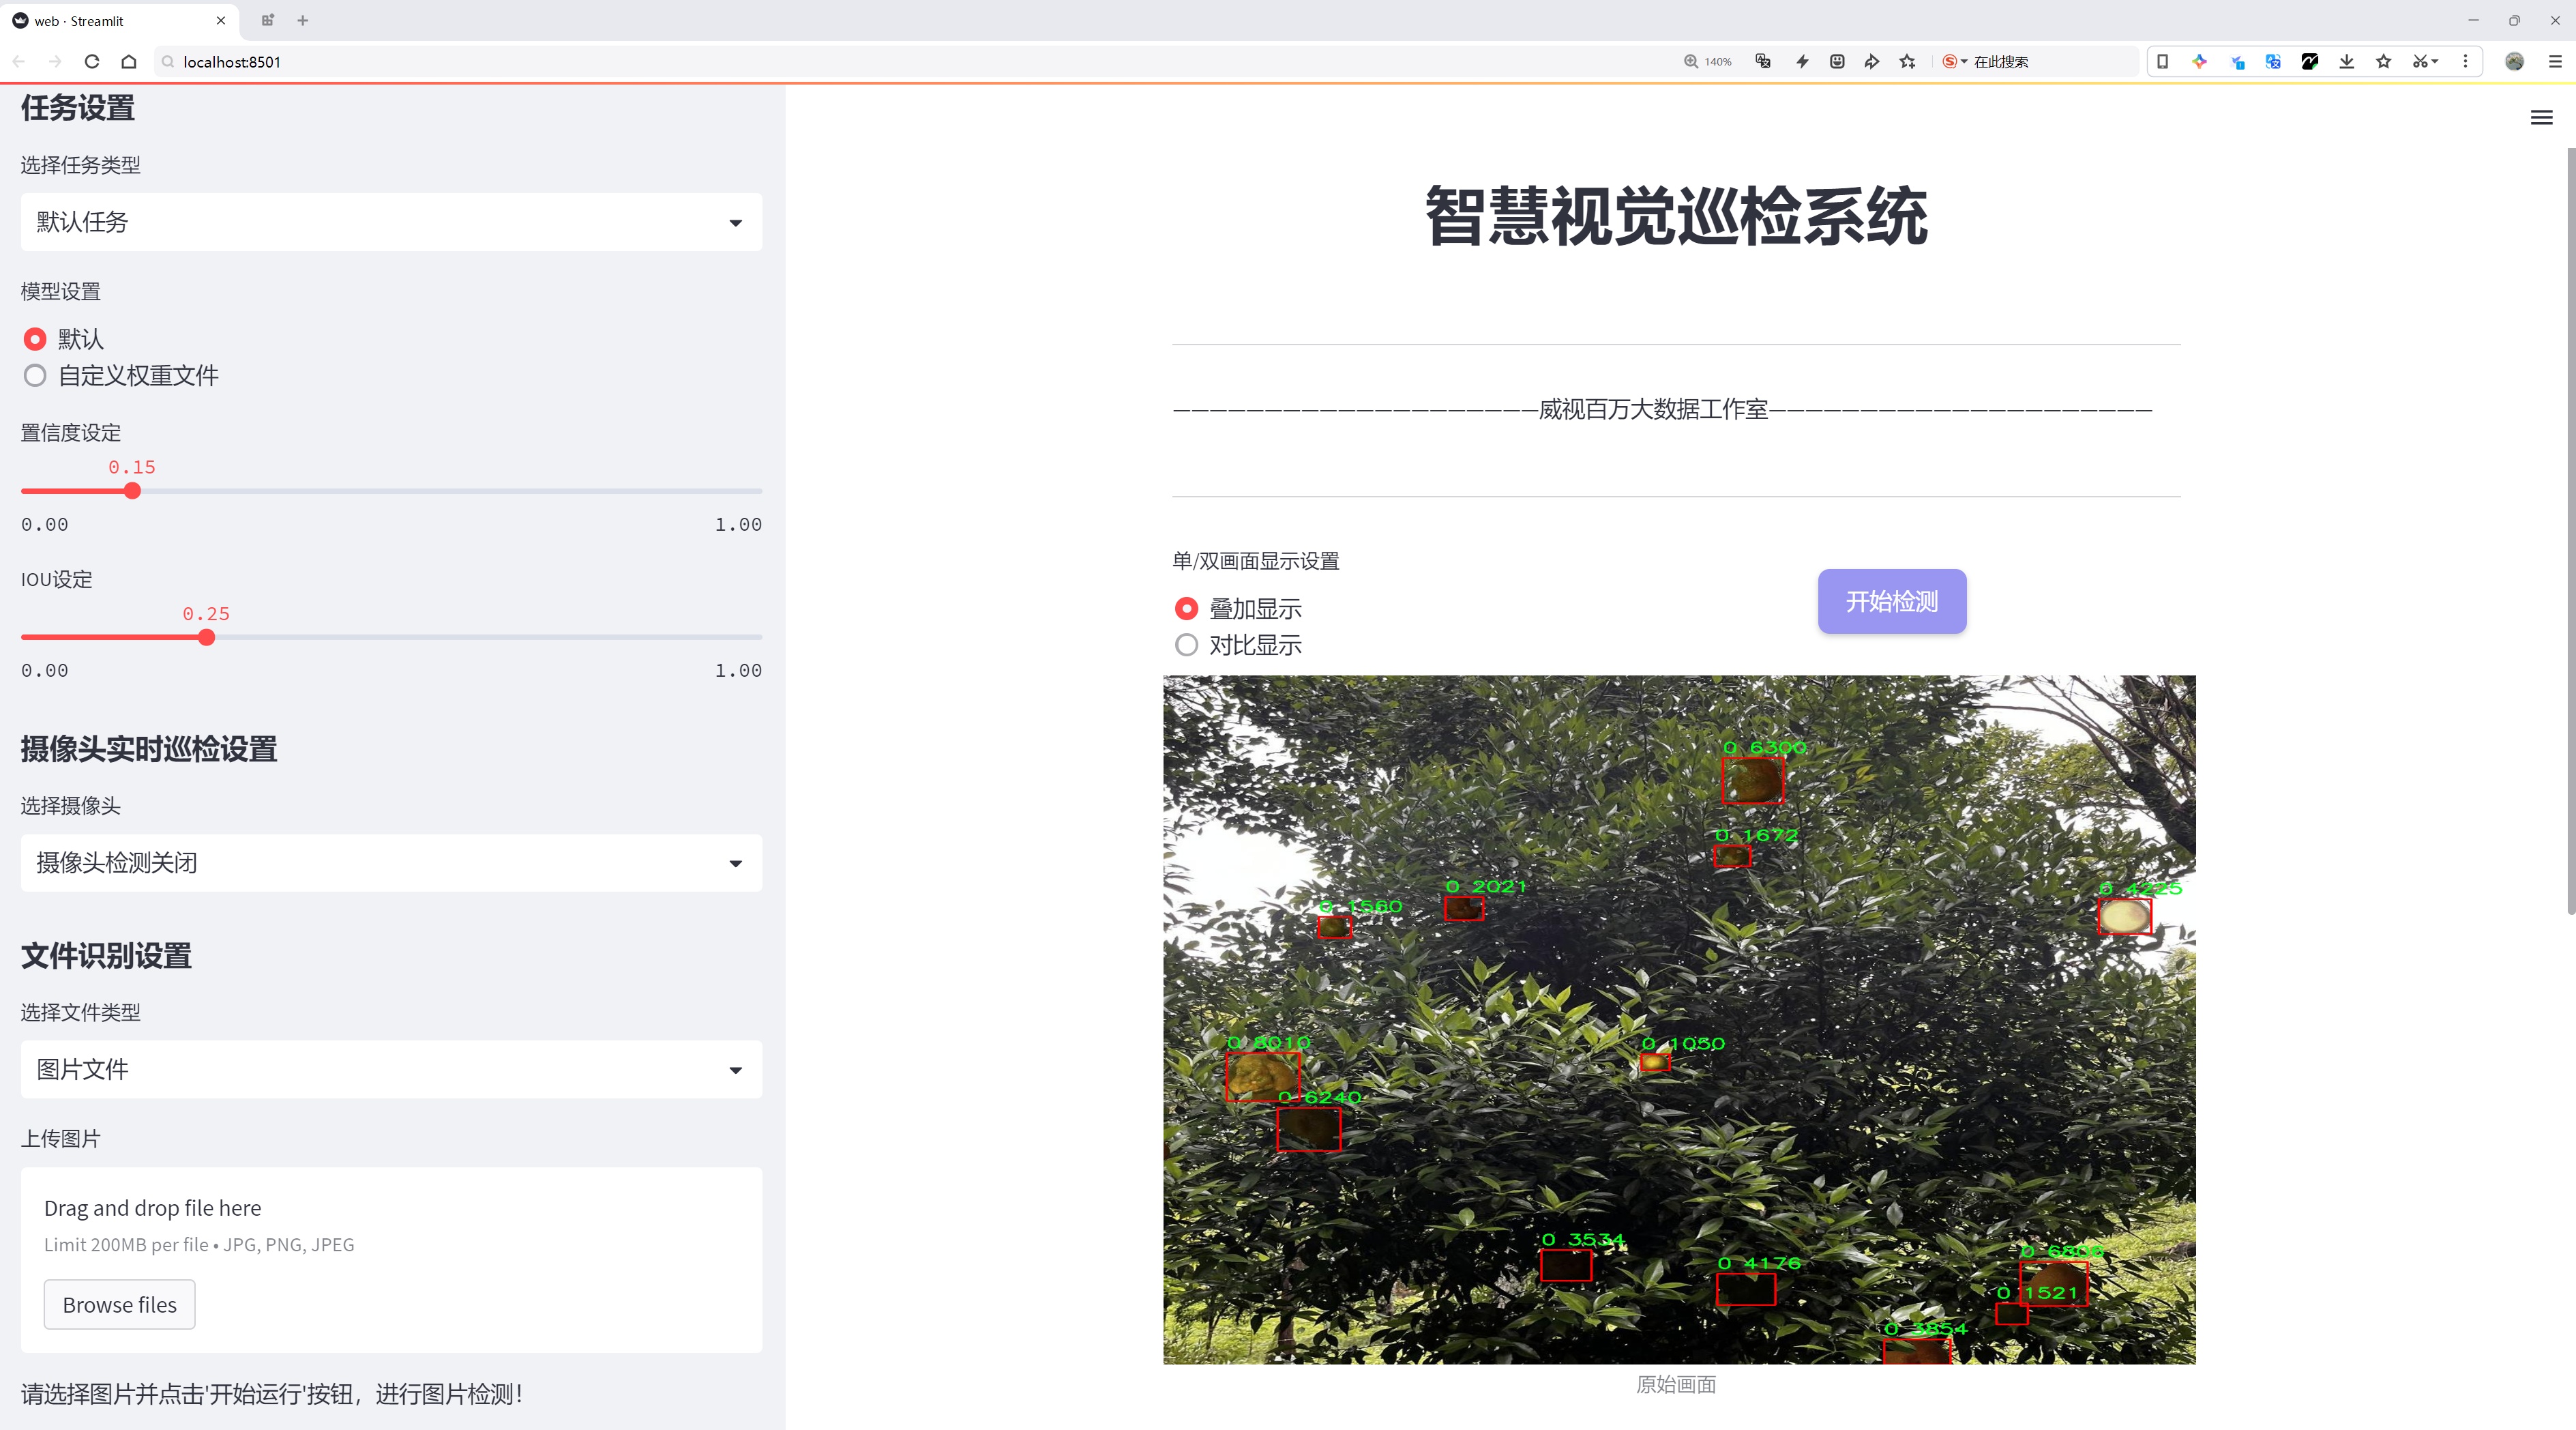 web · Streamlit
localhost:8501
140%
在此搜索
任务设置
选择任务类型
默认任务
模型设置
默认
自定义权重文件
置信度设定
0.15
0.00
1.00
IOU设定
0.25
0.00
1.00
摄像头实时巡检设置
选择摄像头
摄像头检测关闭
文件识别设置
选择文件类型
图片文件
上传图片
Drag and drop file here
Limit 200MB per file • JPG, PNG, JPEG
Browse files
请选择图片并点击'开始运行'按钮，进行图片检测！
智慧视觉巡检系统
————————————————————威视百万大数据工作室—————————————————————
单/双画面显示设置
叠加显示
对比显示
开始检测
0 6300
0 1672
0 2021
0 1560
0 4225
0 8010
0 1050
0 6240
0 3534
0 4176
0 6806
0 1521
0 3854
原始画面